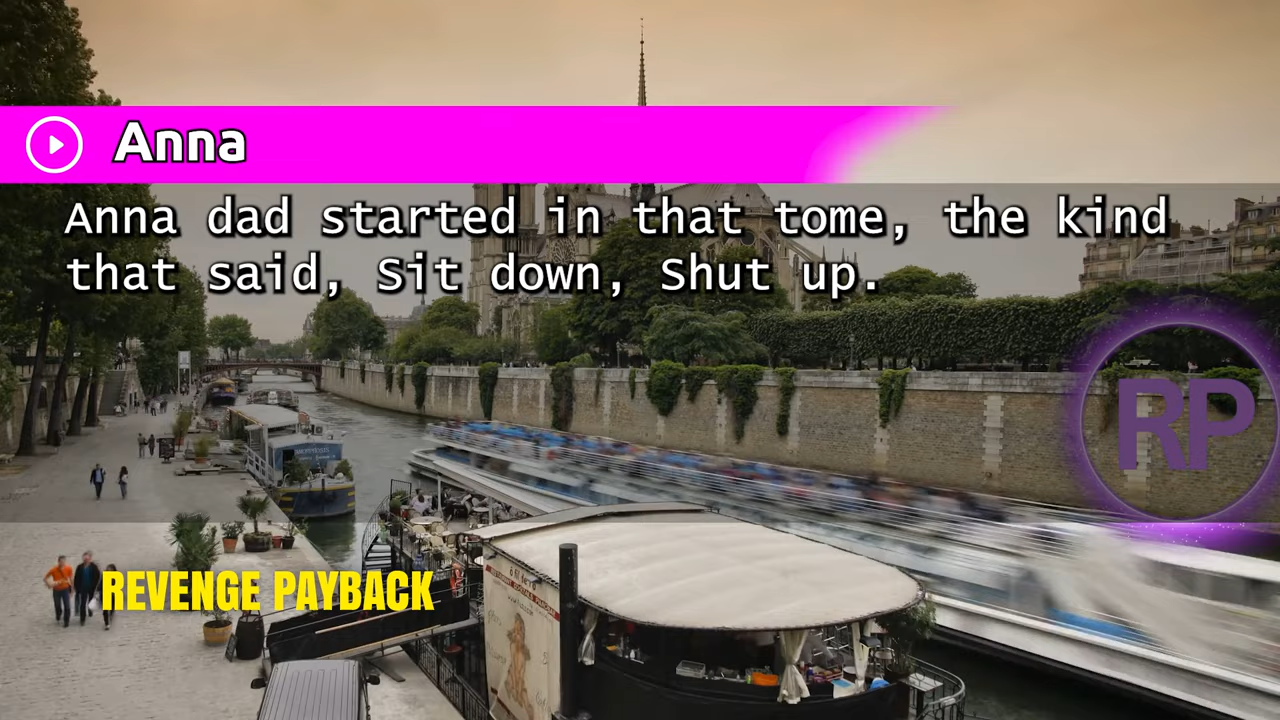 Anna
Anna dad started in that tome, the kind
that said, Sit down, Shut up.
RP
REVENGE PAYBACK